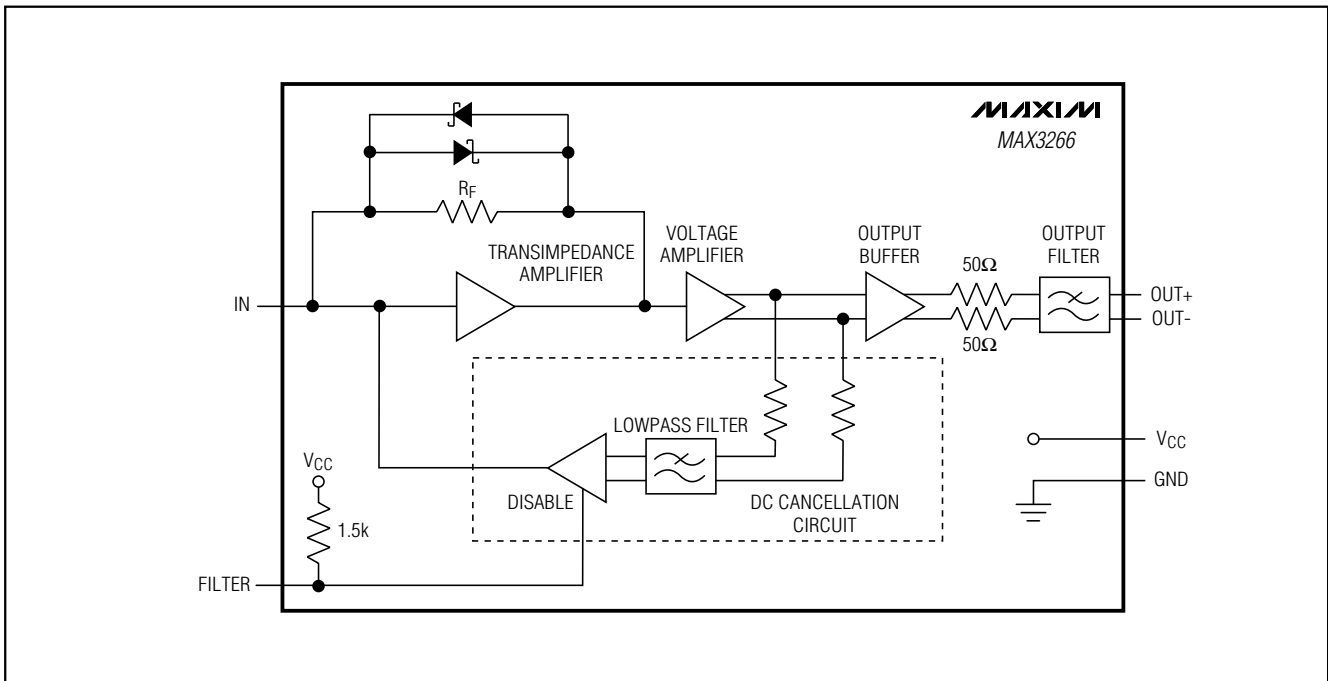 MAXIM
MAX3266
RF
TRANSIMPEDANCE
AMPLIFIER
VOLTAGE
AMPLIFIER
OUTPUT
BUFFER
OUTPUT
FILTER
50Ω
50Ω
IN
OUT+
OUT-
LOWPASS FILTER
VCC
DISABLE
DC CANCELLATION
CIRCUIT
1.5k
FILTER
VCC
GND